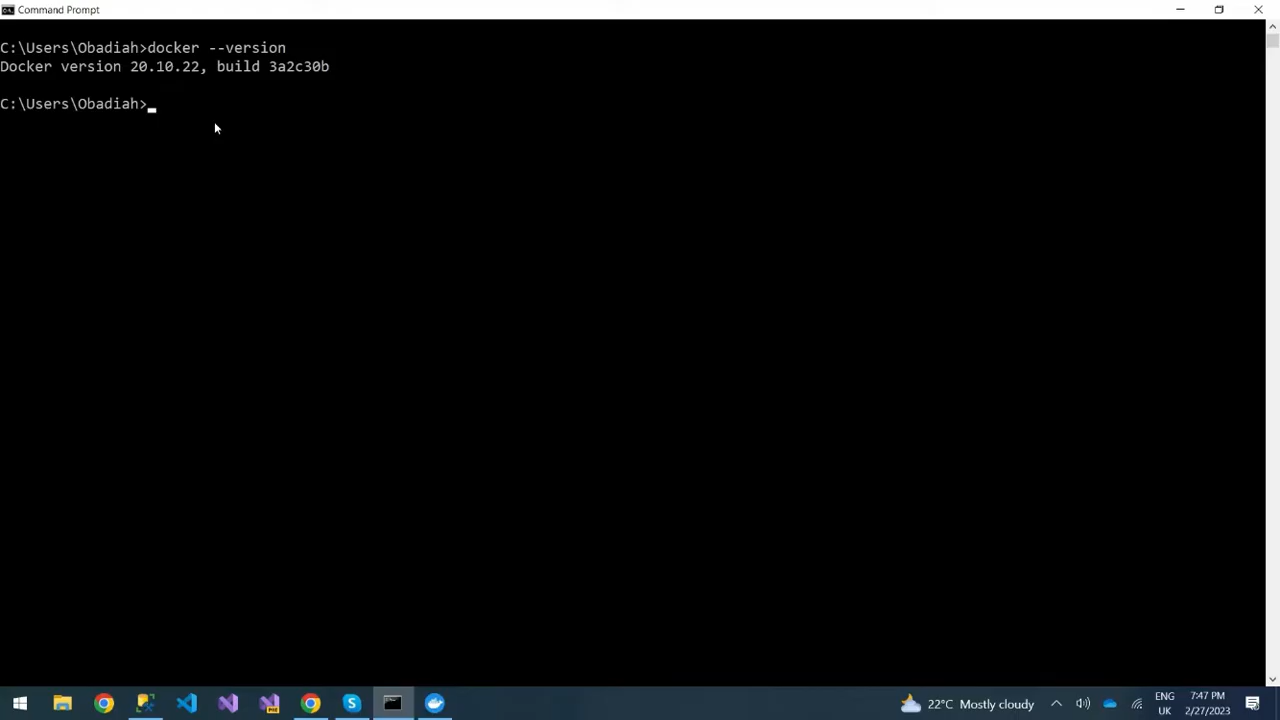 Command Prompt
C:\Users\Obadiah>docker --version
Docker version 20.10.22, build 3a2c30b
C:\Users\Obadiah>
22°C Mostly cloudy
ENG
UK
7:47 PM
2/27/2023